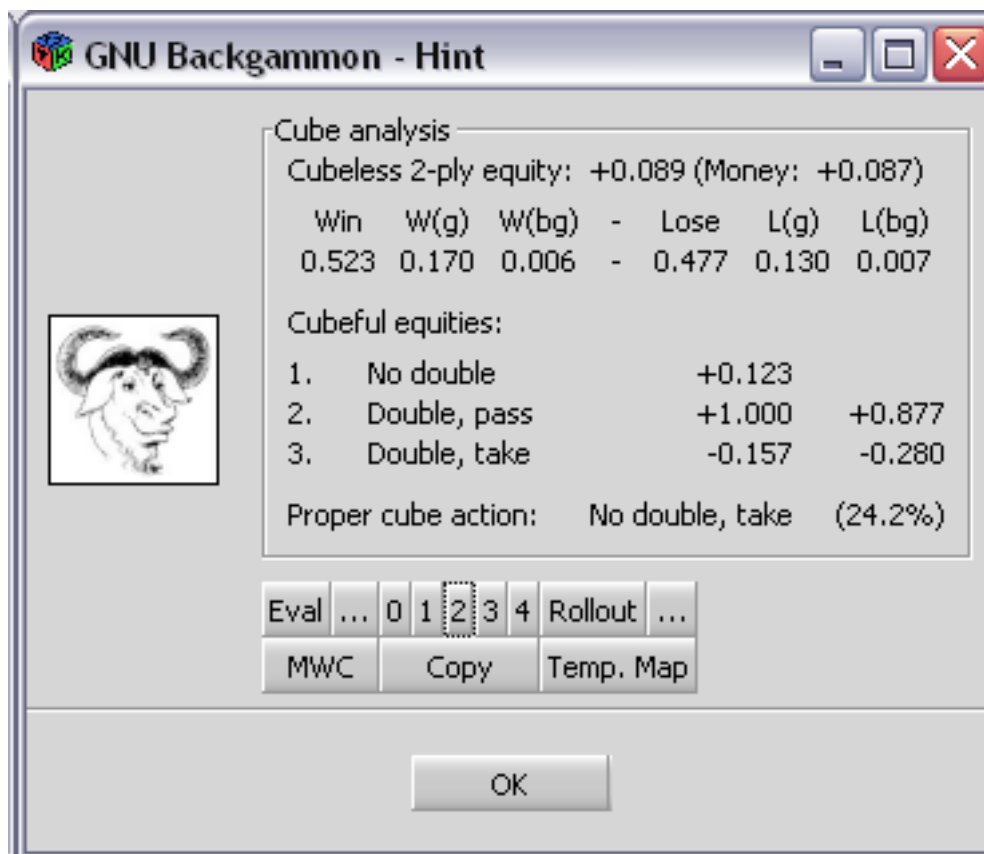 GNU Backgammon - Hint
Cube analysis
Cubeless 2-ply equity: +0.089 (Money: +0.087)
Win W(g) W(bg) - Lose L(g) L(bg)
0.523 0.170 0.006 - 0.477 0.130 0.007
Cubeful equities:
1. No double +0.123
2. Double, pass +1.000 +0.877
3. Double, take -0.157 -0.280
Proper cube action: No double, take (24.2%)
Eval ... 0 1 2 3 4 Rollout ...
MWC Copy Temp. Map
OK